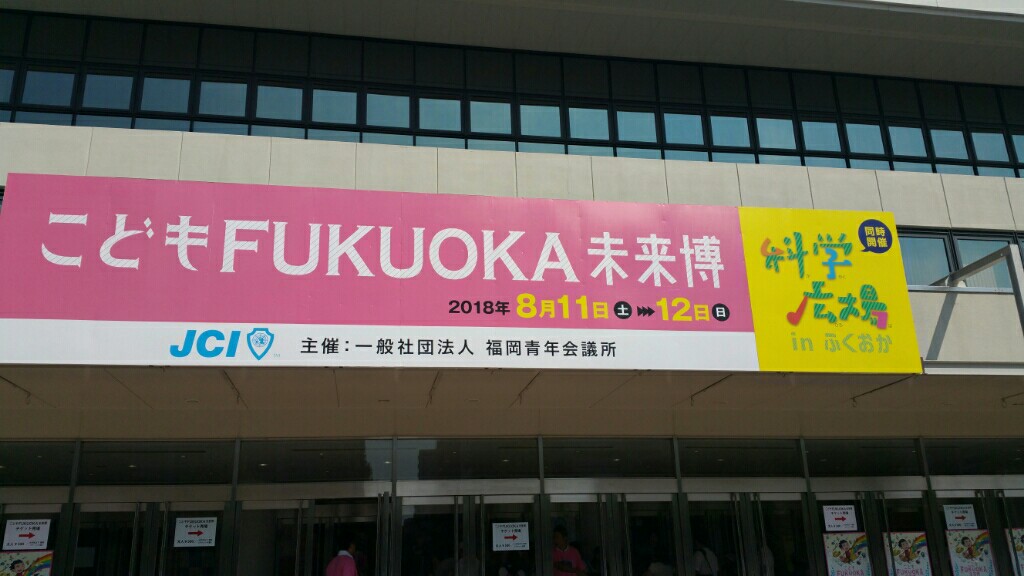 こどもFUKUOKA未来博
2018年 8月11日 土 12日 日
JCI 主催:一般社団法人 福岡青年会議所
同時
開催
科学
広場
in ふくおか